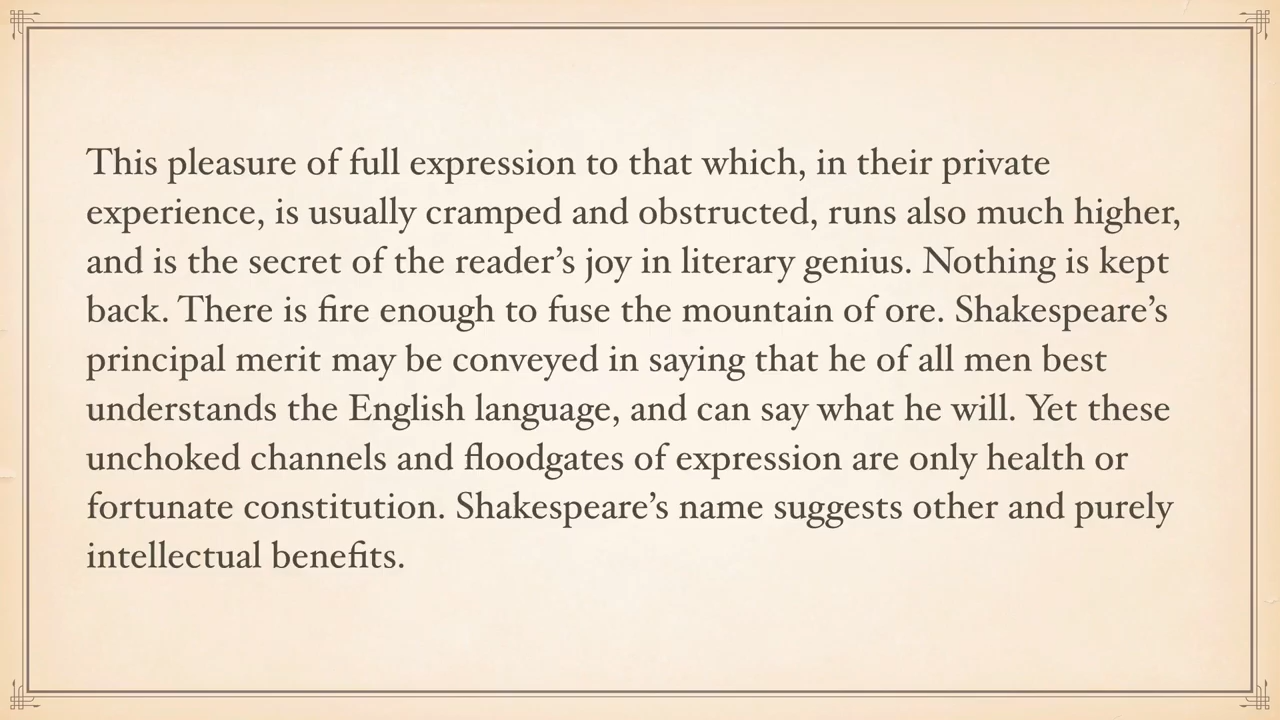 This pleasure of full expression to that which, in their private
experience, is usually cramped and obstructed, runs also much higher,
and is the secret of the reader’s joy in literary genius. Nothing is kept
back. There is fire enough to fuse the mountain of ore. Shakespeare’s
principal merit may be conveyed in saying that he of all men best
understands the English language, and can say what he will. Yet these
unchoked channels and floodgates of expression are only health or
fortunate constitution. Shakespeare’s name suggests other and purely
intellectual benefits.